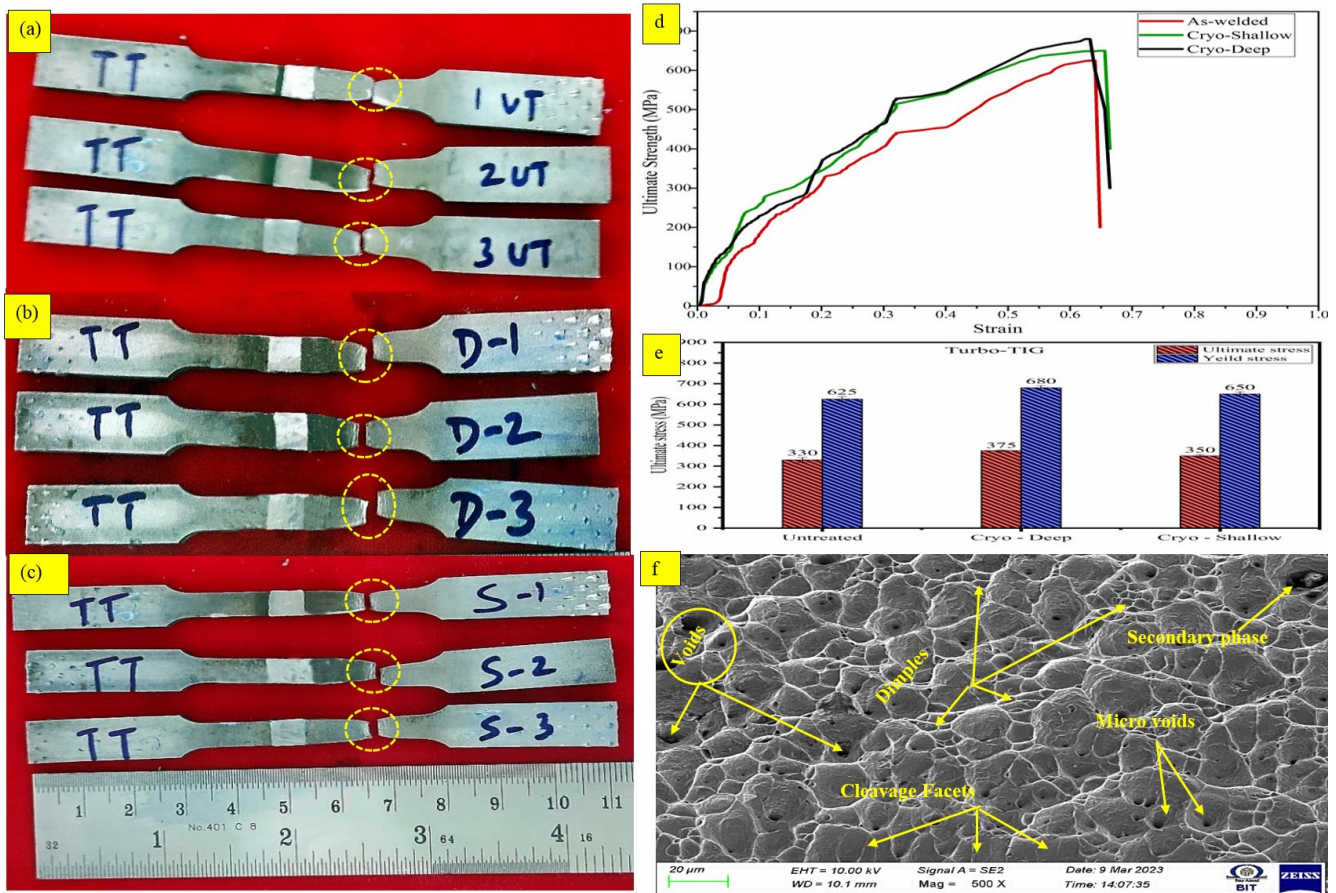 (a)
TT
1 UT
TT
2 UT
TT
3 UT
(b)
TT
D-1
TT
D-2
TT
D-3
(c)
TT
S-1
TT
S-2
TT
S-3
1 2 3 4 5 6 7 8 9 10 11
No.401 C 8
32 1 2 3 64 4 16
d
As-welded
Cryo-Shallow
Cryo-Deep
Ultimate Strength (MPa)
600
500
400
300
200
100
0
0.0 0.1 0.2 0.3 0.4 0.5 0.6 0.7 0.8 0.9 1.0
Strain
e
Turbo-TIG
Ultimate stress
Yeild stress
Ultimate stress (MPa)
900
800
700
600
500
400
300
200
100
0
330
625
375
680
350
650
Untreated
Cryo - Deep
Cryo - Shallow
f
Voids
Dimples
Secondary phase
Micro voids
Cleavage Facets
20 µm
EHT = 10.00 kV
WD = 10.1 mm
Signal A = SE2
Mag = 500 X
Date: 9 Mar 2023
Time: 14:07:35
BIT
ZEISS